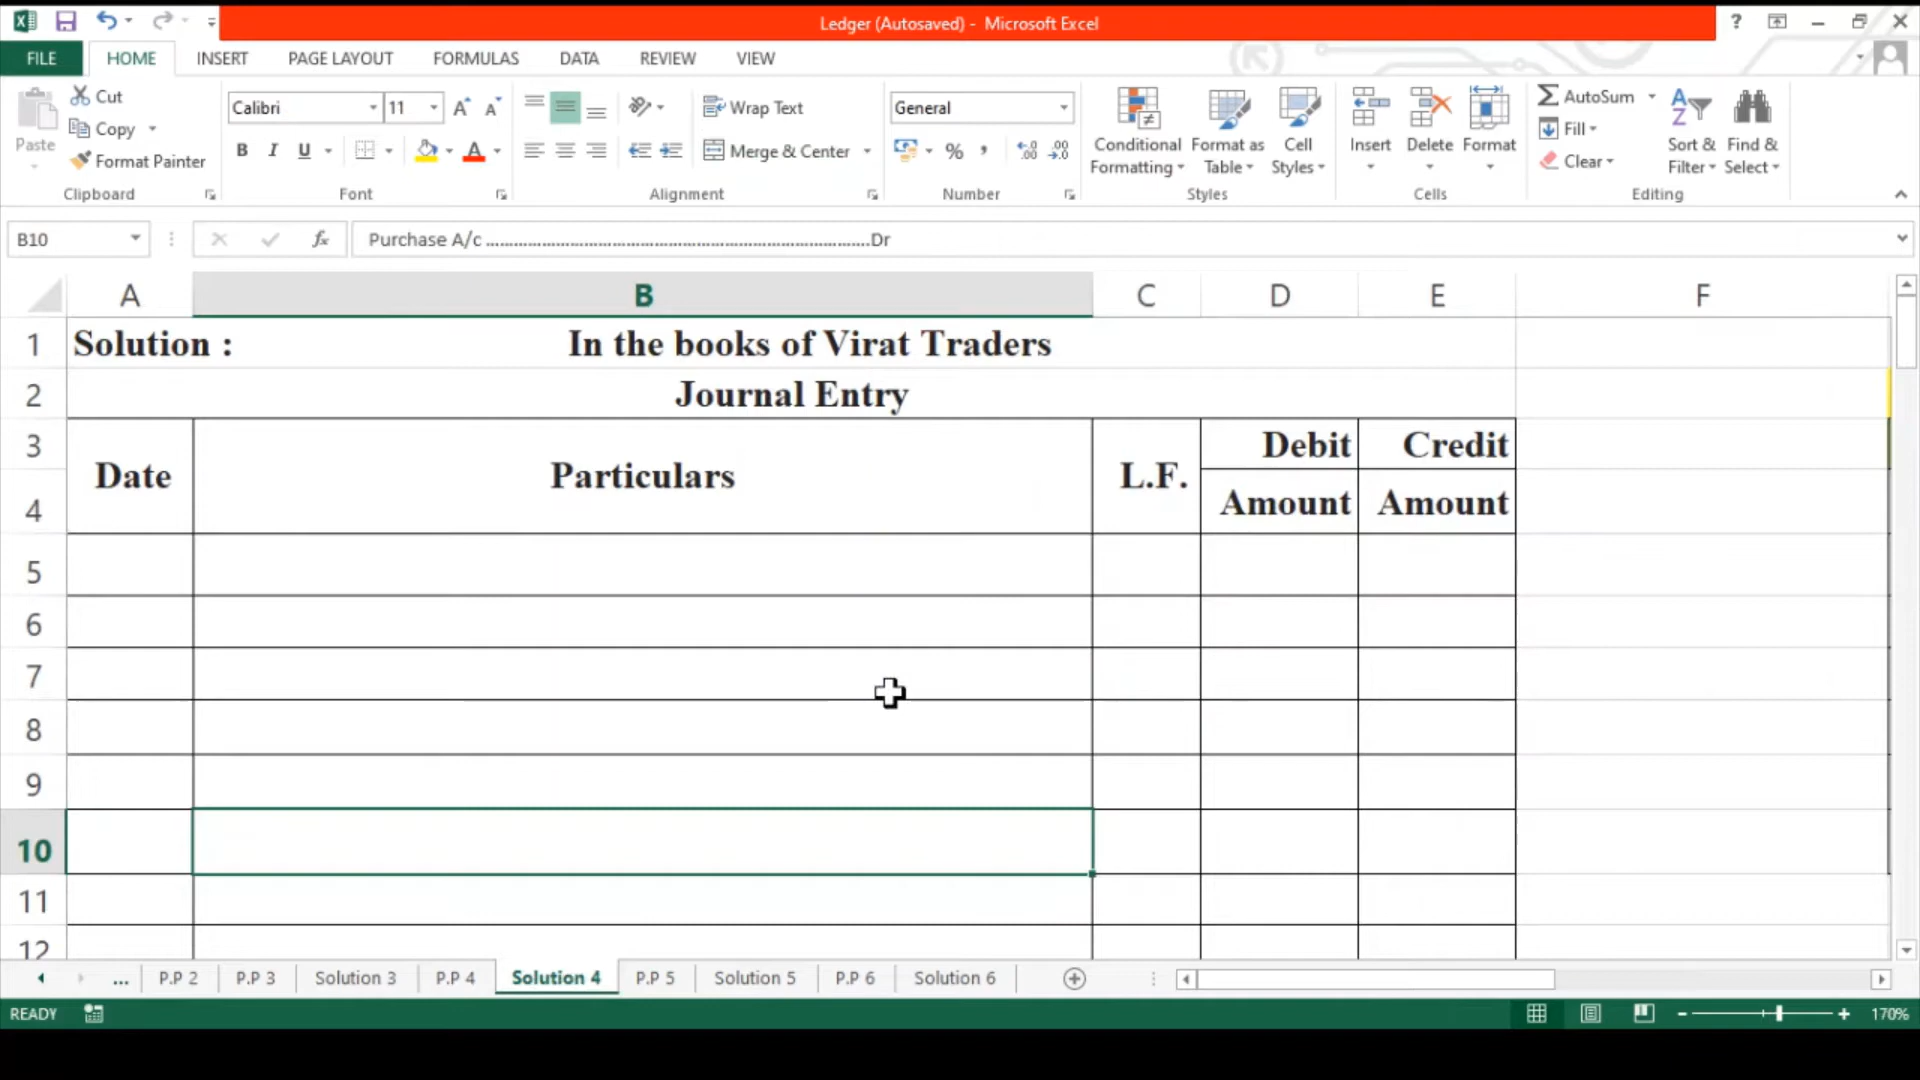 Ledger (Autosaved) - Microsoft Excel
?
FILE HOME INSERT PAGE LAYOUT FORMULAS DATA REVIEW VIEW
Paste
Cut
Copy
Format Painter
Clipboard
Calibri 11
B I U
Font
Wrap Text
Merge & Center
Alignment
General
%
Number
Conditional Formatting
Format as Table
Cell Styles
Styles
Insert Delete Format
Cells
AutoSum
Fill
Clear
Sort & Filter
Find & Select
Editing
B10 fx Purchase A/c ....................................................................................Dr
A B C D E F
1 Solution : In the books of Virat Traders
2 Journal Entry
3 Date Particulars L.F. Debit Credit
4 Amount Amount
5
6
7
8
9
10
11
12
... P.P 2 P.P 3 Solution 3 P.P 4 Solution 4 P.P 5 Solution 5 P.P 6 Solution 6
READY 170%